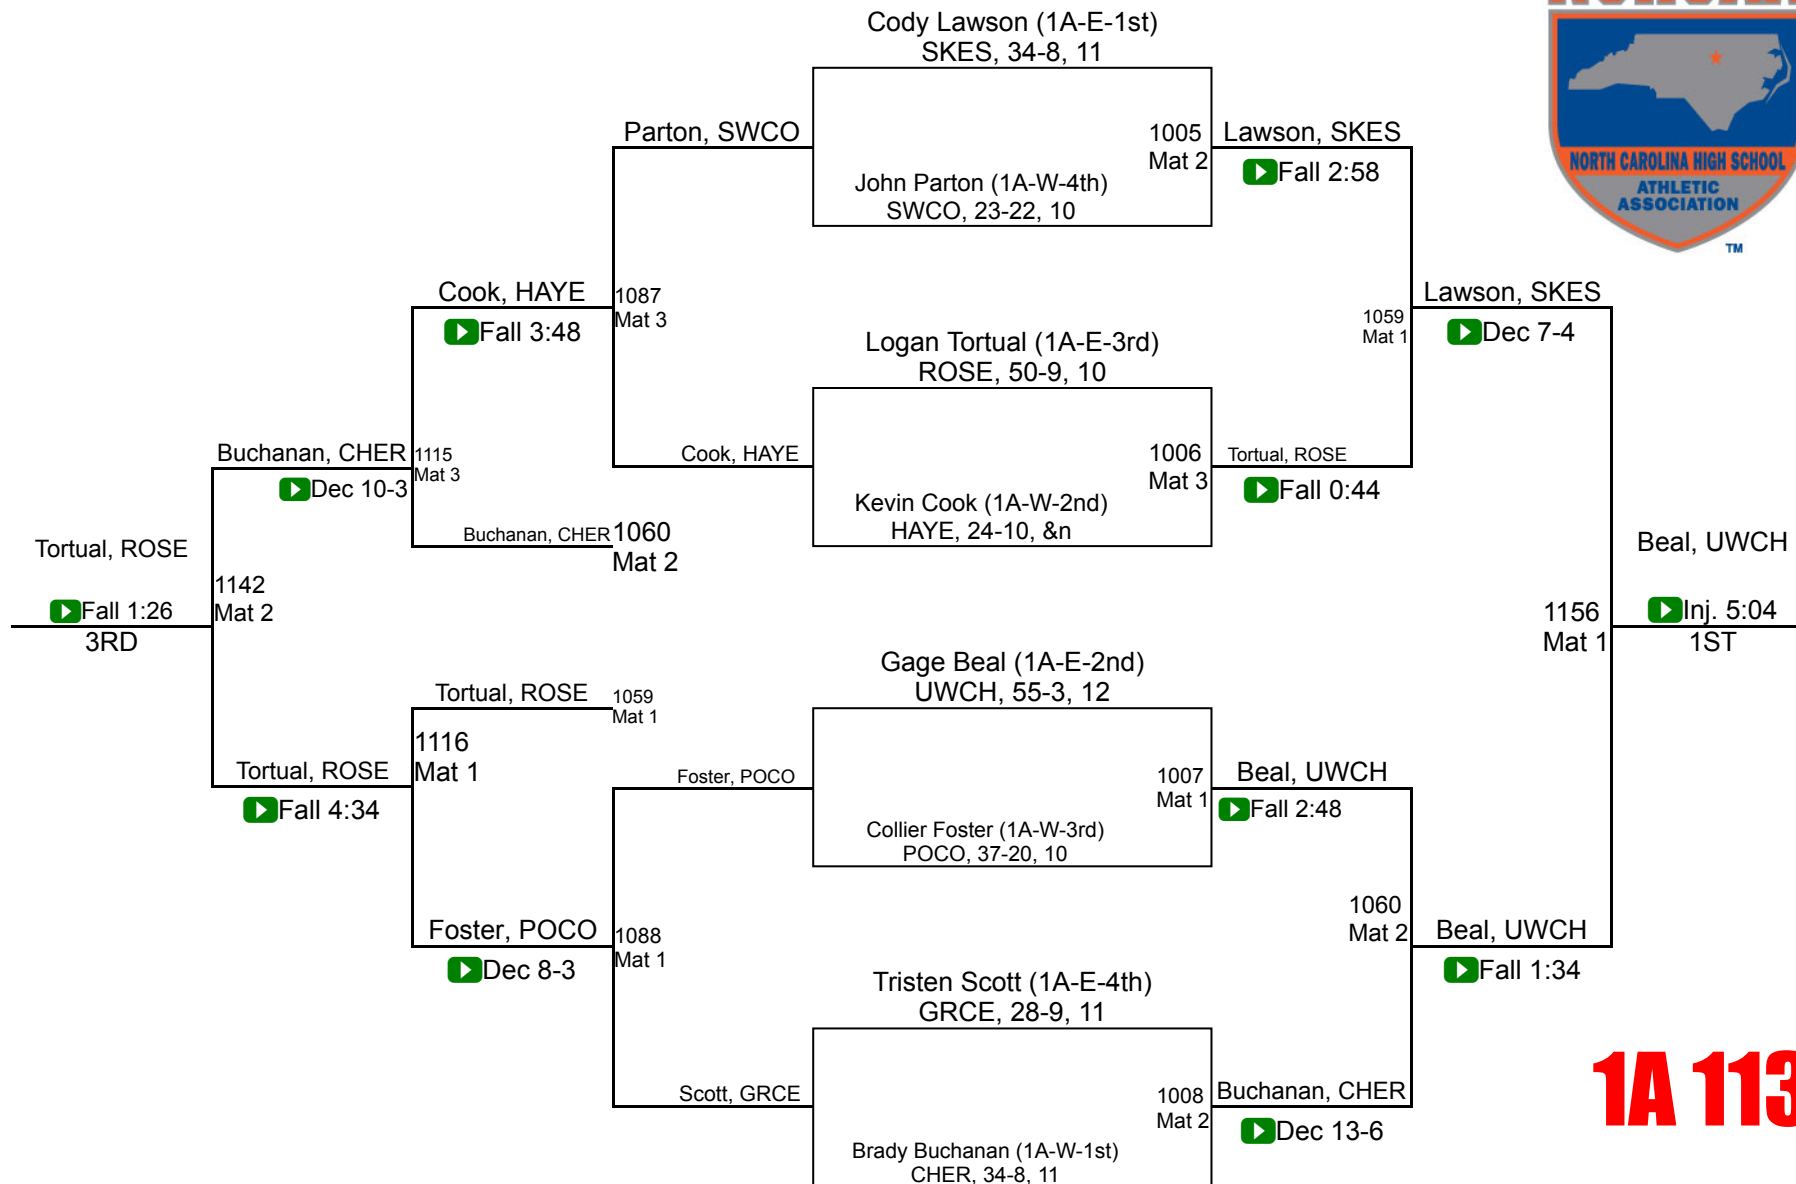 Cody Lawson (1A-E-1st)
SKES, 34-8, 11
Parton, SWCO
1005
Mat 2
Lawson, SKES
Fall 2:58
John Parton (1A-W-4th)
SWCO, 23-22, 10
NORTH CAROLINA HIGH SCHOOL
ATHLETIC
ASSOCIATION
TM
Cook, HAYE
Fall 3:48
1087
Mat 3
Logan Tortual (1A-E-3rd)
ROSE, 50-9, 10
1059
Mat 1
Lawson, SKES
Dec 7-4
Buchanan, CHER
Dec 10-3
1115
Mat 3
Cook, HAYE
1006
Mat 3
Tortual, ROSE
Fall 0:44
Kevin Cook (1A-W-2nd)
HAYE, 24-10, &n
Buchanan, CHER
1060
Mat 2
Tortual, ROSE
Fall 1:26
3RD
1142
Mat 2
Beal, UWCH
1156
Mat 1
Inj. 5:04
1ST
Gage Beal (1A-E-2nd)
UWCH, 55-3, 12
Tortual, ROSE
1059
Mat 1
1116
Mat 1
Tortual, ROSE
Fall 4:34
Foster, POCO
1007
Mat 1
Beal, UWCH
Fall 2:48
Collier Foster (1A-W-3rd)
POCO, 37-20, 10
Foster, POCO
Dec 8-3
1088
Mat 1
1060
Mat 2
Beal, UWCH
Fall 1:34
Tristen Scott (1A-E-4th)
GRCE, 28-9, 11
Scott, GRCE
1008
Mat 2
Buchanan, CHER
Dec 13-6
Brady Buchanan (1A-W-1st)
CHER, 34-8, 11
1A 113